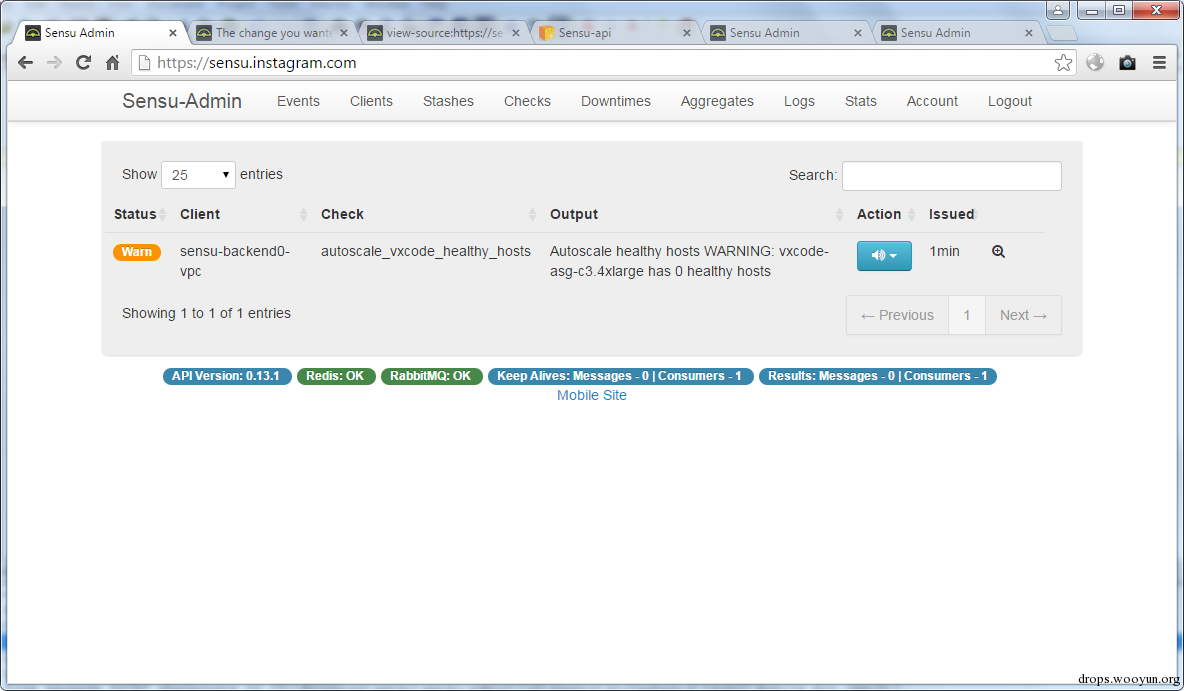 Sensu Admin
The change you want
view-source:https://se
Sensu-api
Sensu Admin
Sensu Admin
https://sensu.instagram.com
Sensu-Admin Events Clients Stashes Checks Downtimes Aggregates Logs Stats Account Logout
Show 25 entries Search:
Status Client Check Output Action Issued
Warn sensu-backend0- autoscale_vxcode_healthy_hosts Autoscale healthy hosts WARNING: vxcode- 1min
vpc asg-c3.4xlarge has 0 healthy hosts
Showing 1 to 1 of 1 entries ← Previous 1 Next →
API Version: 0.13.1 Redis: OK RabbitMQ: OK Keep Alives: Messages - 0 | Consumers - 1 Results: Messages - 0 | Consumers - 1
Mobile Site
drops.wooyun.org